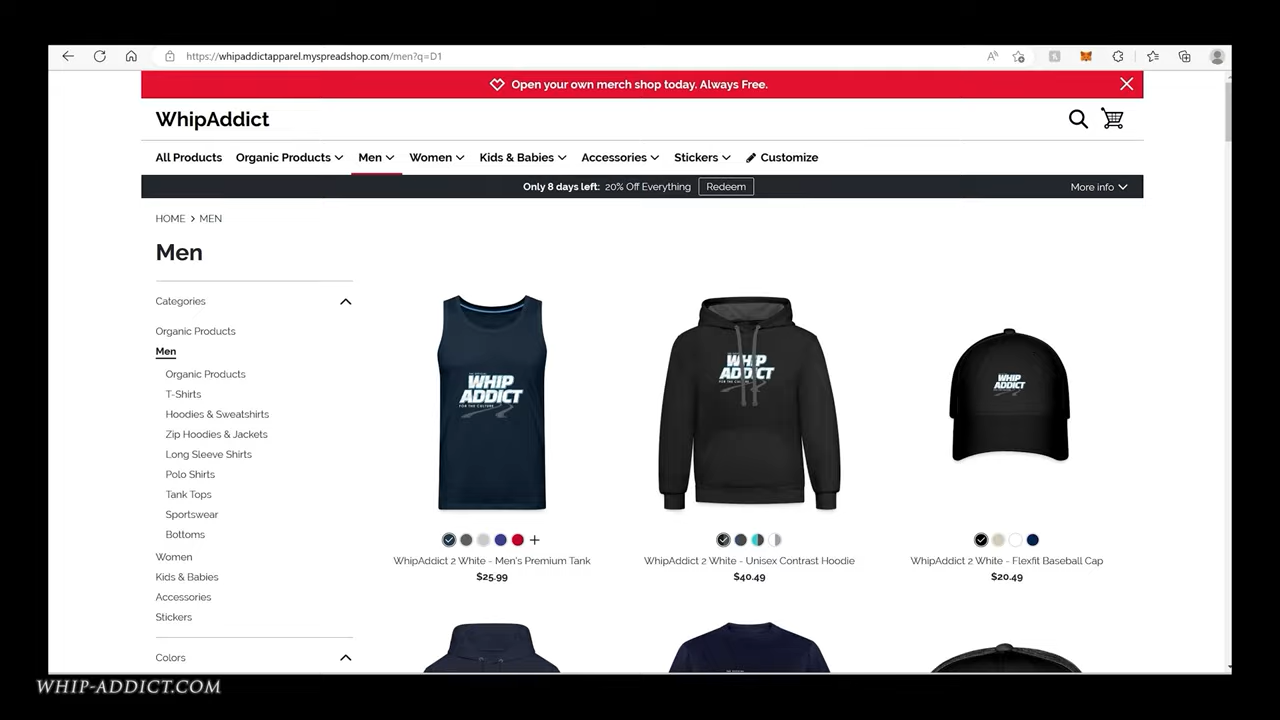 https://whipaddictapparel.myspreadshop.com/men?q=D1
Open your own merch shop today. Always Free.
WhipAddict
All Products Organic Products Men Women Kids & Babies Accessories Stickers Customize
Only 8 days left: 20% Off Everything Redeem More info
HOME > MEN
Men
Categories
Organic Products
Men
Organic Products
T-Shirts
Hoodies & Sweatshirts
Zip Hoodies & Jackets
Long Sleeve Shirts
Polo Shirts
Tank Tops
Sportswear
Bottoms
Women
Kids & Babies
Accessories
Stickers
Colors
WHIP
ADDICT
FOR THE CULTURE
WhipAddict 2 White - Men's Premium Tank
$25.99
WHIP
ADDICT
FOR THE CULTURE
WhipAddict 2 White - Unisex Contrast Hoodie
$40.49
WHIP
ADDICT
WhipAddict 2 White - Flexfit Baseball Cap
$20.49
WHIP-ADDICT.COM